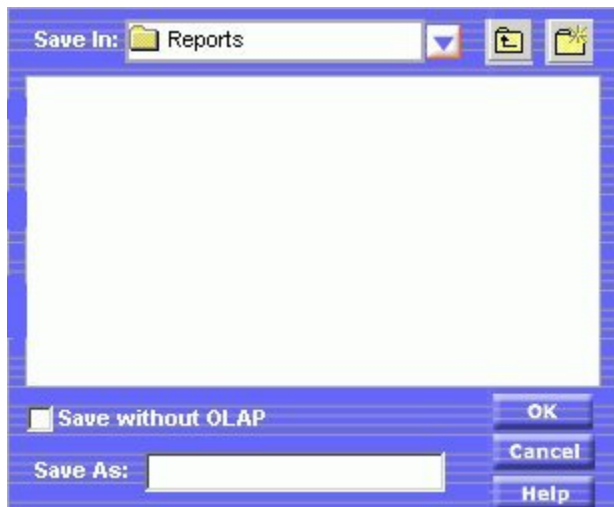 Save In: Reports
Save without OLAP
OK
Cancel
Save As:
Help